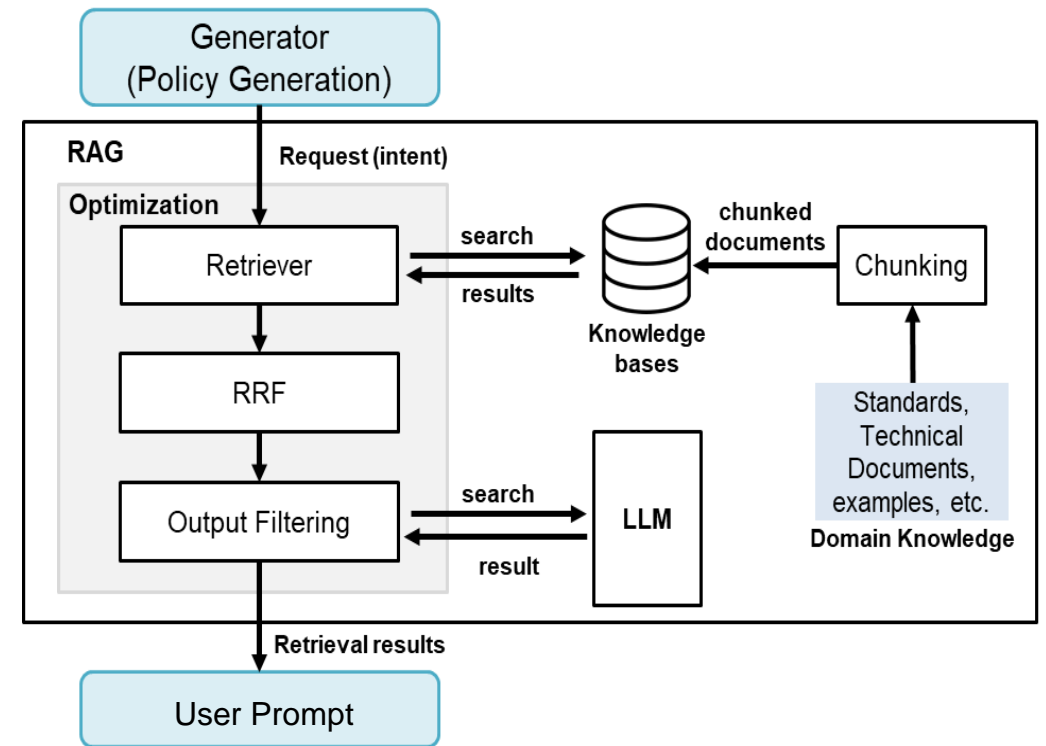 Generator
(Policy Generation)
RAG
Request (intent)
Optimization
Retriever
search
results
Knowledge
bases
chunked
documents
Chunking
RRF
Standards,
Technical
Documents,
examples, etc.
Domain Knowledge
Output Filtering
search
result
LLM
Retrieval results
User Prompt